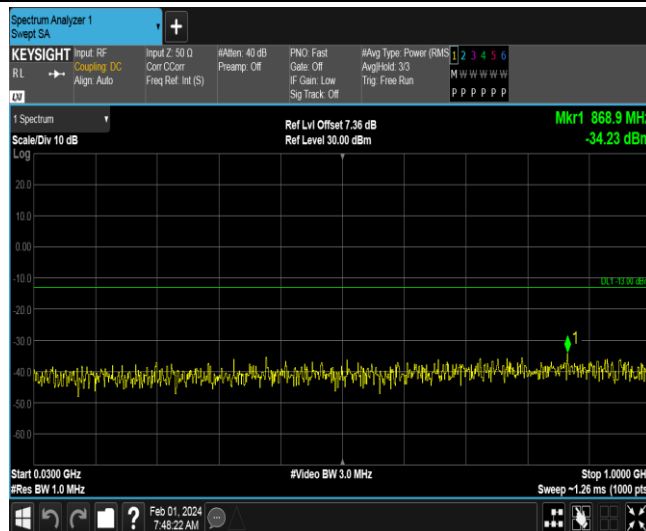 Spectrum Analyzer 1
Swept SA
+
KEYSIGHT
RL
Input: RF
Coupling: DC
Align: Auto
Input Z: 50 Ω
Corr CCorr
Freq Ref: Int (S)
#Atten: 40 dB
Preamp: Off
PNO: Fast
Gate: Off
IF Gain: Low
Sig Track: Off
#Avg Type: Power (RMS
Avg|Hold: 3/3
Trig: Free Run
1 2 3 4 5 6
M W W W W W
P P P P P P
1 Spectrum
Scale/Div 10 dB
Log
Ref Lvl Offset 7.36 dB
Ref Level 30.00 dBm
Mkr1 868.9 MHz
-34.23 dBm
20.0
10.0
0.00
-10.0
-20.0
-30.0
-40.0
-50.0
-60.0
DL1 -13.00 dBm
1
Start 0.0300 GHz
#Res BW 1.0 MHz
#Video BW 3.0 MHz
Stop 1.0000 GH
Sweep ~1.26 ms (1000 pts
?
Feb 01, 2024
7:48:22 AM